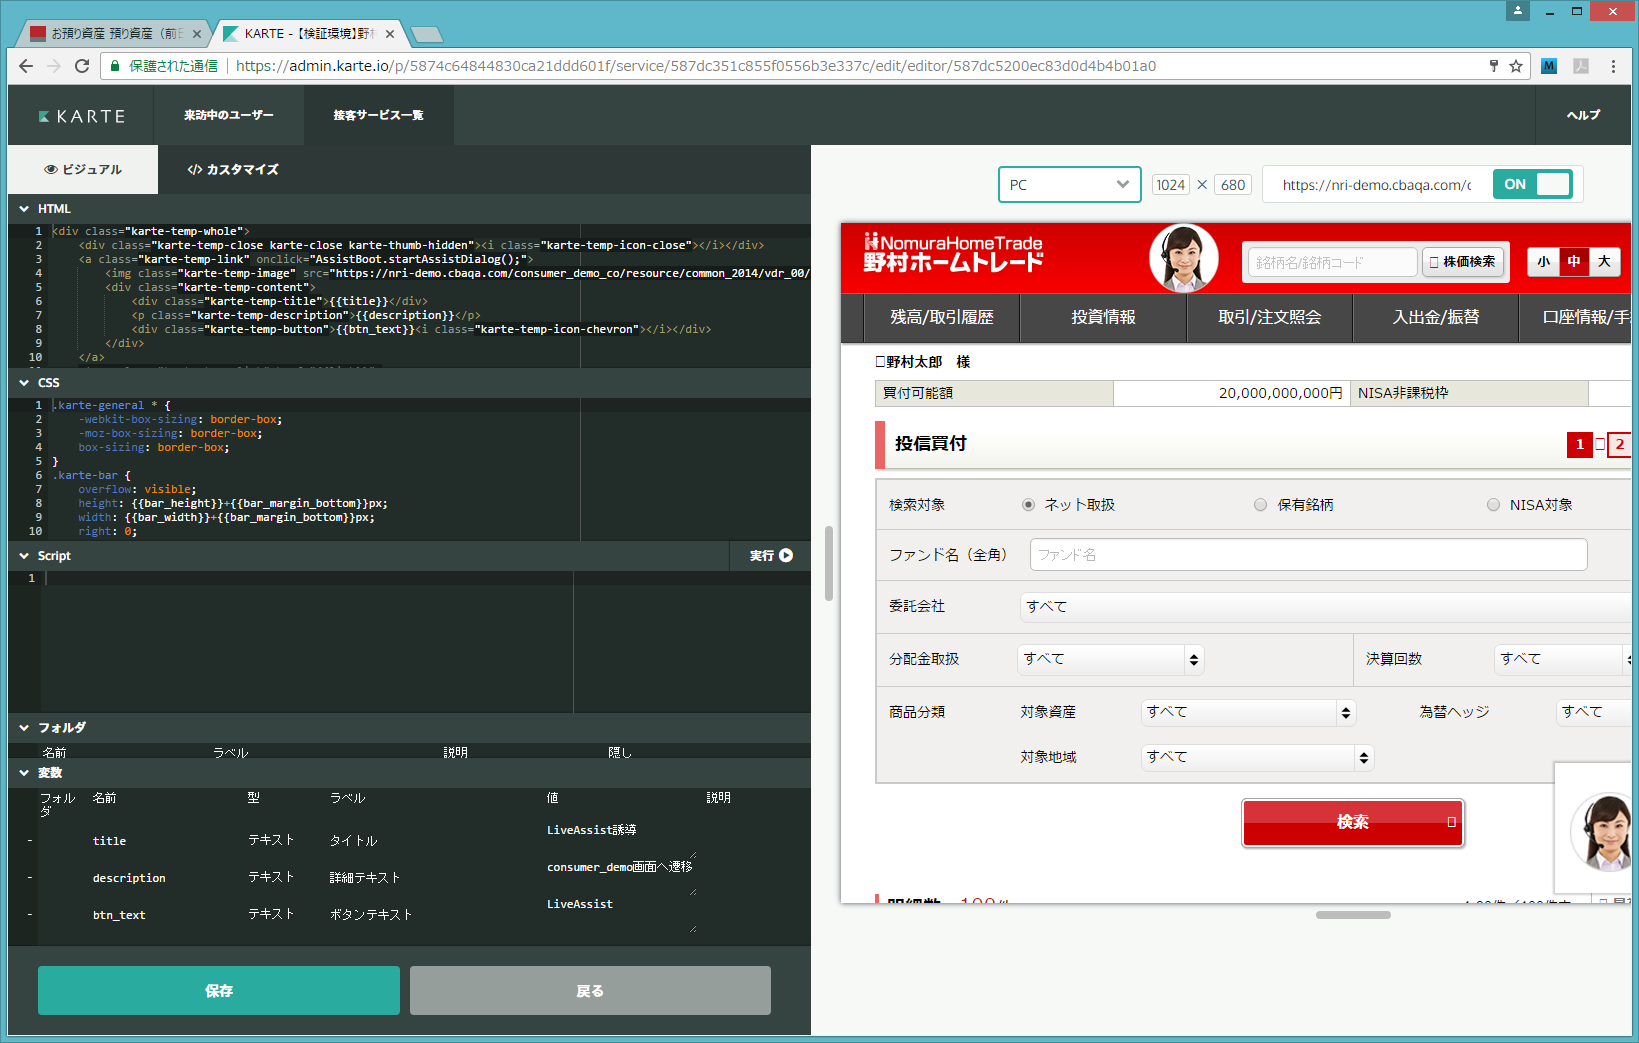 お預り資産 預り資産（前日
KARTE - 【検証環境】野村
保護された通信
https://admin.karte.io/p/5874c64844830ca21ddd601f/service/587dc351c855f0556b3e337c/edit/editor/587dc5200ec83d0d4b4b01a0
KARTE
来訪中のユーザー
接客サービス一覧
ヘルプ
ビジュアル
</> カスタマイズ
HTML
1 <div class="karte-temp-whole">
2 <div class="karte-temp-close karte-close karte-thumb-hidden"><i class="karte-temp-icon-close"></i></div>
3 <a class="karte-temp-link" onclick="AssistBoot.startAssistDialog();">
4 <img class="karte-temp-image" src="https://nri-demo.cbaqa.com/consumer_demo_co/resource/common_2014/vdr_00/
5 <div class="karte-temp-content">
6 <div class="karte-temp-title">{{title}}</div>
7 <p class="karte-temp-description">{{description}}</p>
8 <div class="karte-temp-button">{{btn_text}}<i class="karte-temp-icon-chevron"></i></div>
9 </div>
10 </a>
CSS
1 .karte-general * {
2 -webkit-box-sizing: border-box;
3 -moz-box-sizing: border-box;
4 box-sizing: border-box;
5 }
6 .karte-bar {
7 overflow: visible;
8 height: {{bar_height}}+{{bar_margin_bottom}}px;
9 width: {{bar_width}}+{{bar_margin_bottom}}px;
10 right: 0;
Script
実行
1
フォルダ
名前 ラベル 説明 隠し
変数
フォルダ 名前 型 ラベル 値 説明
- title テキスト タイトル LiveAssist誘導
- description テキスト 詳細テキスト consumer_demo画面へ遷移
- btn_text テキスト ボタンテキスト LiveAssist
保存
戻る
PC
1024 × 680
https://nri-demo.cbaqa.com/c
ON
NomuraHomeTrade
野村ホームトレード
銘柄名/銘柄コード
株価検索
小 中 大
残高/取引履歴
投資情報
取引/注文照会
入出金/振替
口座情報/手
野村太郎 様
買付可能額 20,000,000,000円 NISA非課税枠
投信買付
1 2
検索対象 ネット取扱 保有銘柄 NISA対象
ファンド名（全角） ファンド名
委託会社 すべて
分配金取扱 すべて 決算回数 すべて
商品分類 対象資産 すべて 為替ヘッジ すべて
対象地域 すべて
検索